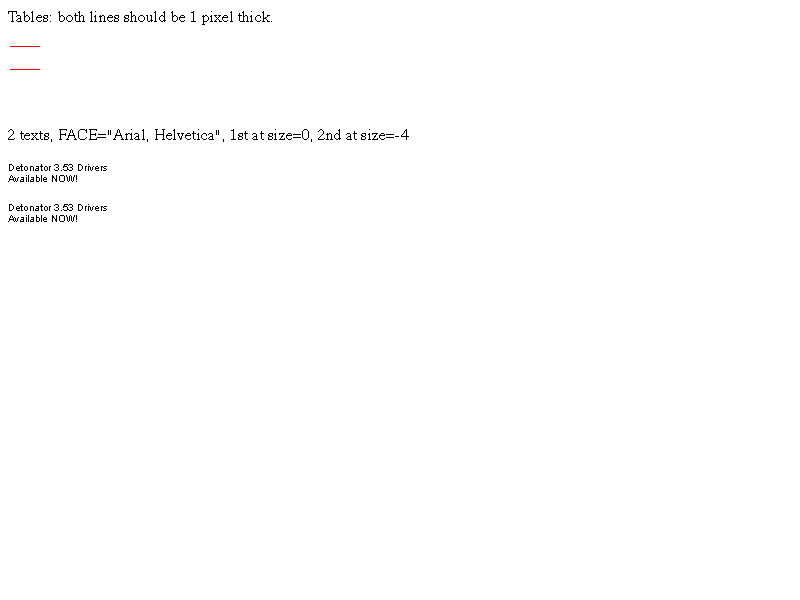 Tables: both lines should be 1 pixel thick.
2 texts, FACE="Arial, Helvetica", 1st at size=0, 2nd at size=-4
Detonator 3.53 Drivers
Available NOW!
Detonator 3.53 Drivers
Available NOW!